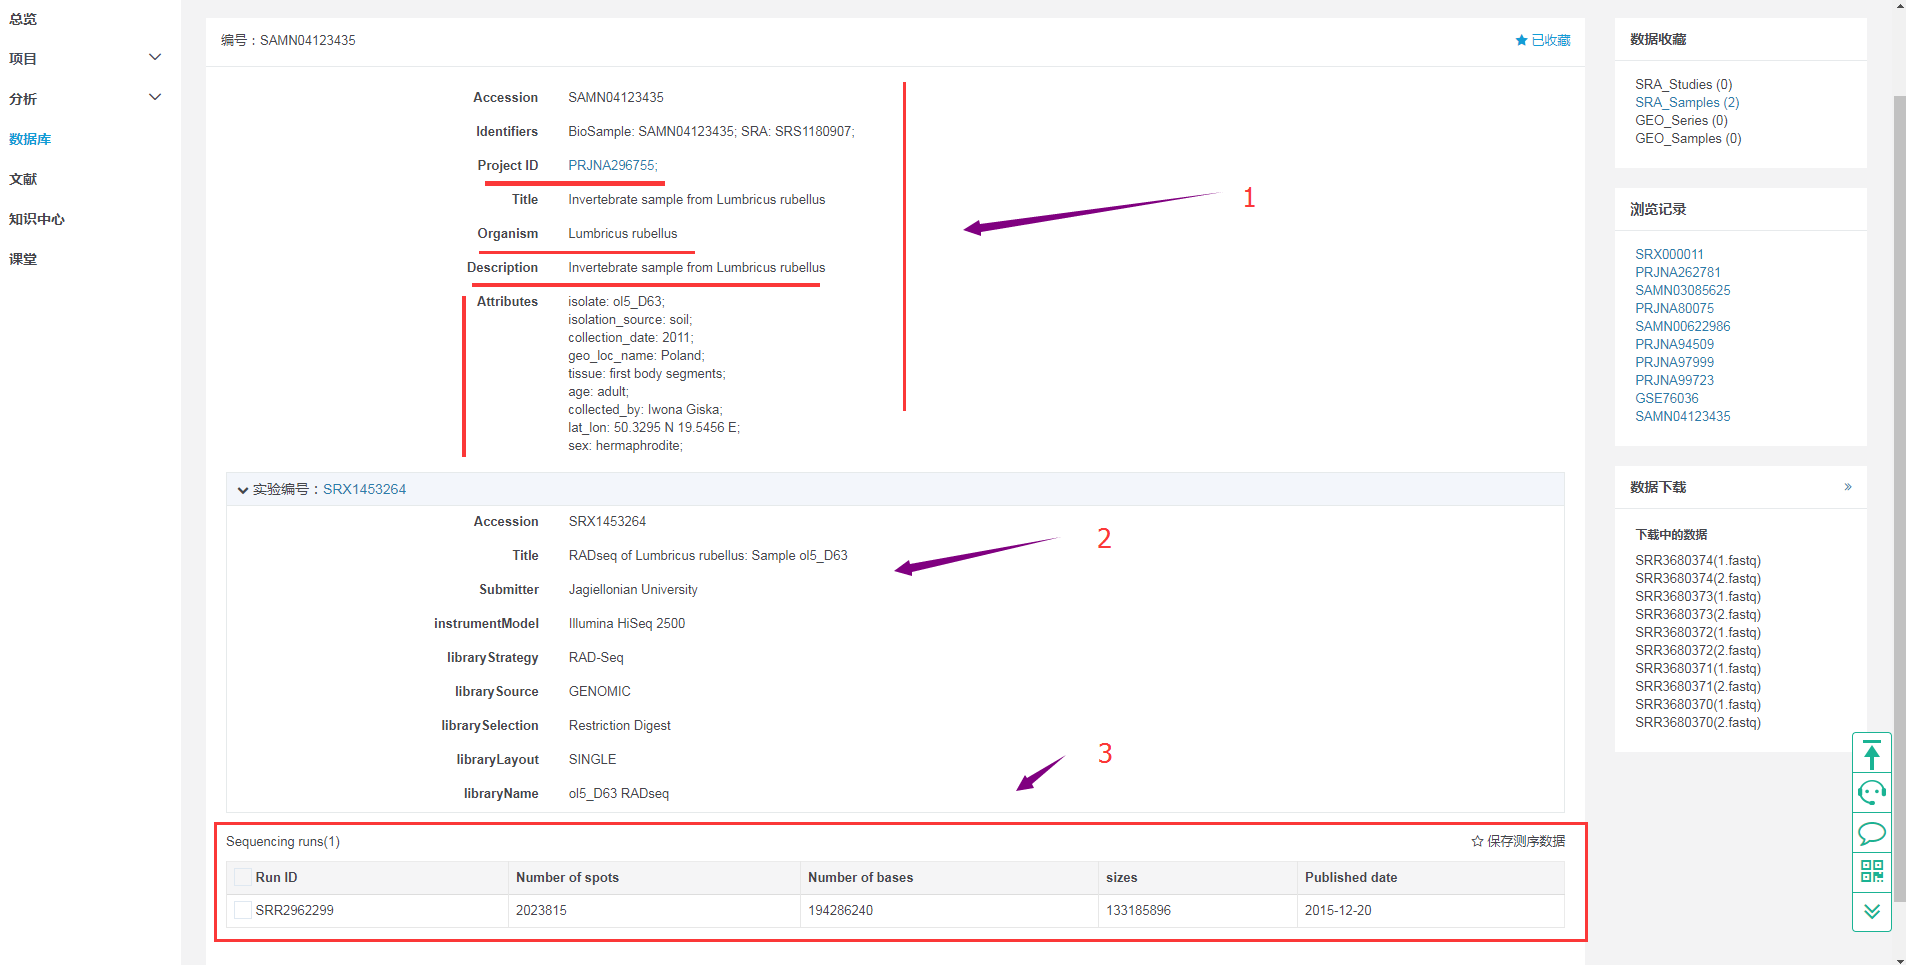 总览
项目
分析
数据库
文献
知识中心
课堂
编号：SAMN04123435
已收藏
Accession SAMN04123435
Identifiers BioSample: SAMN04123435; SRA: SRS1180907;
Project ID PRJNA296755;
Title Invertebrate sample from Lumbricus rubellus
Organism Lumbricus rubellus
Description Invertebrate sample from Lumbricus rubellus
Attributes isolate: ol5_D63;
isolation_source: soil;
collection_date: 2011;
geo_loc_name: Poland;
tissue: first body segments;
age: adult;
collected_by: Iwona Giska;
lat_lon: 50.3295 N 19.5456 E;
sex: hermaphrodite;
1
实验编号：SRX1453264
Accession SRX1453264
Title RADseq of Lumbricus rubellus: Sample ol5_D63
Submitter Jagiellonian University
instrumentModel Illumina HiSeq 2500
libraryStrategy RAD-Seq
librarySource GENOMIC
librarySelection Restriction Digest
libraryLayout SINGLE
libraryName ol5_D63 RADseq
2
3
Sequencing runs(1)
保存测序数据
Run ID Number of spots Number of bases sizes Published date
SRR2962299 2023815 194286240 133185896 2015-12-20
数据收藏
SRA_Studies (0)
SRA_Samples (2)
GEO_Series (0)
GEO_Samples (0)
浏览记录
SRX000011
PRJNA262781
SAMN03085625
PRJNA80075
SAMN00622986
PRJNA94509
PRJNA97999
PRJNA99723
GSE76036
SAMN04123435
数据下载 »
下载中的数据
SRR3680374(1.fastq)
SRR3680374(2.fastq)
SRR3680373(1.fastq)
SRR3680373(2.fastq)
SRR3680372(1.fastq)
SRR3680372(2.fastq)
SRR3680371(1.fastq)
SRR3680371(2.fastq)
SRR3680370(1.fastq)
SRR3680370(2.fastq)